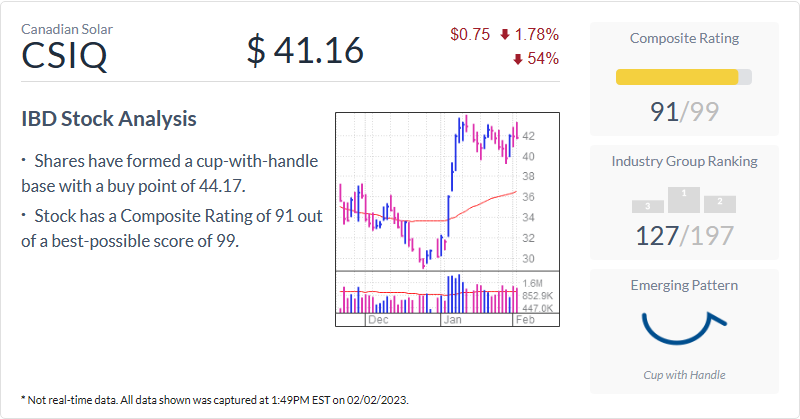 Canadian Solar
CSIQ
$ 41.16
$0.75 1.78%
54%
IBD Stock Analysis
• Shares have formed a cup-with-handle
base with a buy point of 44.17.
• Stock has a Composite Rating of 91 out
of a best-possible score of 99.
42
40
38
36
34
32
30
1.6M
852.9K
447.0K
Dec Jan Feb
Composite Rating
91/99
Industry Group Ranking
3 1 2
127/197
Emerging Pattern
Cup with Handle
* Not real-time data. All data shown was captured at 1:49PM EST on 02/02/2023.